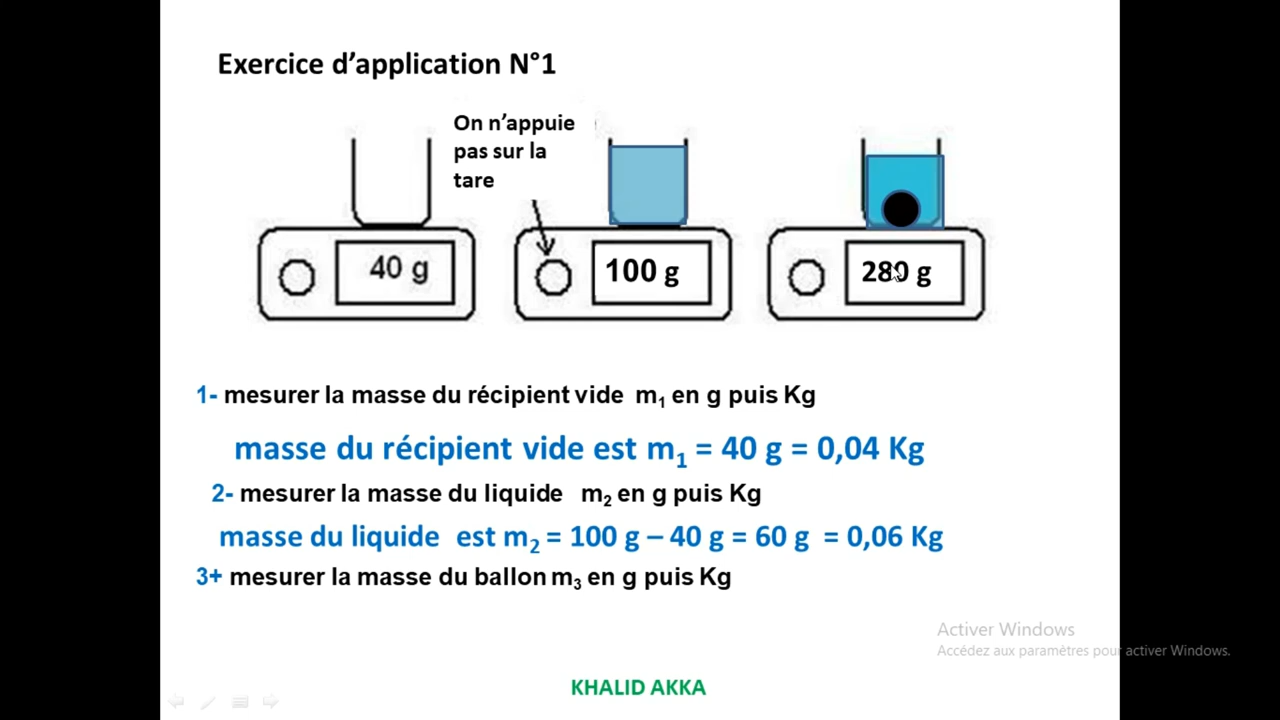 Exercice d'application N°1
On n'appuie
pas sur la
tare
40 g
100 g
280 g
1- mesurer la masse du récipient vide m₁ en g puis Kg
masse du récipient vide est m₁ = 40 g = 0,04 Kg
2- mesurer la masse du liquide m₂ en g puis Kg
masse du liquide est m₂ = 100 g – 40 g = 60 g = 0,06 Kg
3+ mesurer la masse du ballon m₃ en g puis Kg
Activer Windows
Accédez aux paramètres pour activer Windows.
KHALID AKKA